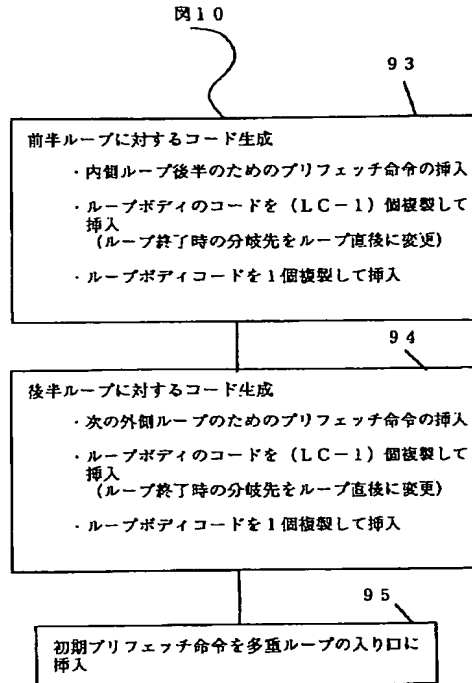 図10
93
前半ループに対するコード生成
・内側ループ後半のためのプリフェッチ命令の挿入
・ループボディのコードを（LC－1）個複製して
挿入
（ループ終了時の分岐先をループ直後に変更）
・ループボディコードを1個複製して挿入
94
後半ループに対するコード生成
・次の外側ループのためのプリフェッチ命令の挿入
・ループボディのコードを（LC－1）個複製して
挿入
（ループ終了時の分岐先をループ直後に変更）
・ループボディコードを1個複製して挿入
95
初期プリフェッチ命令を多重ループの入り口に
挿入